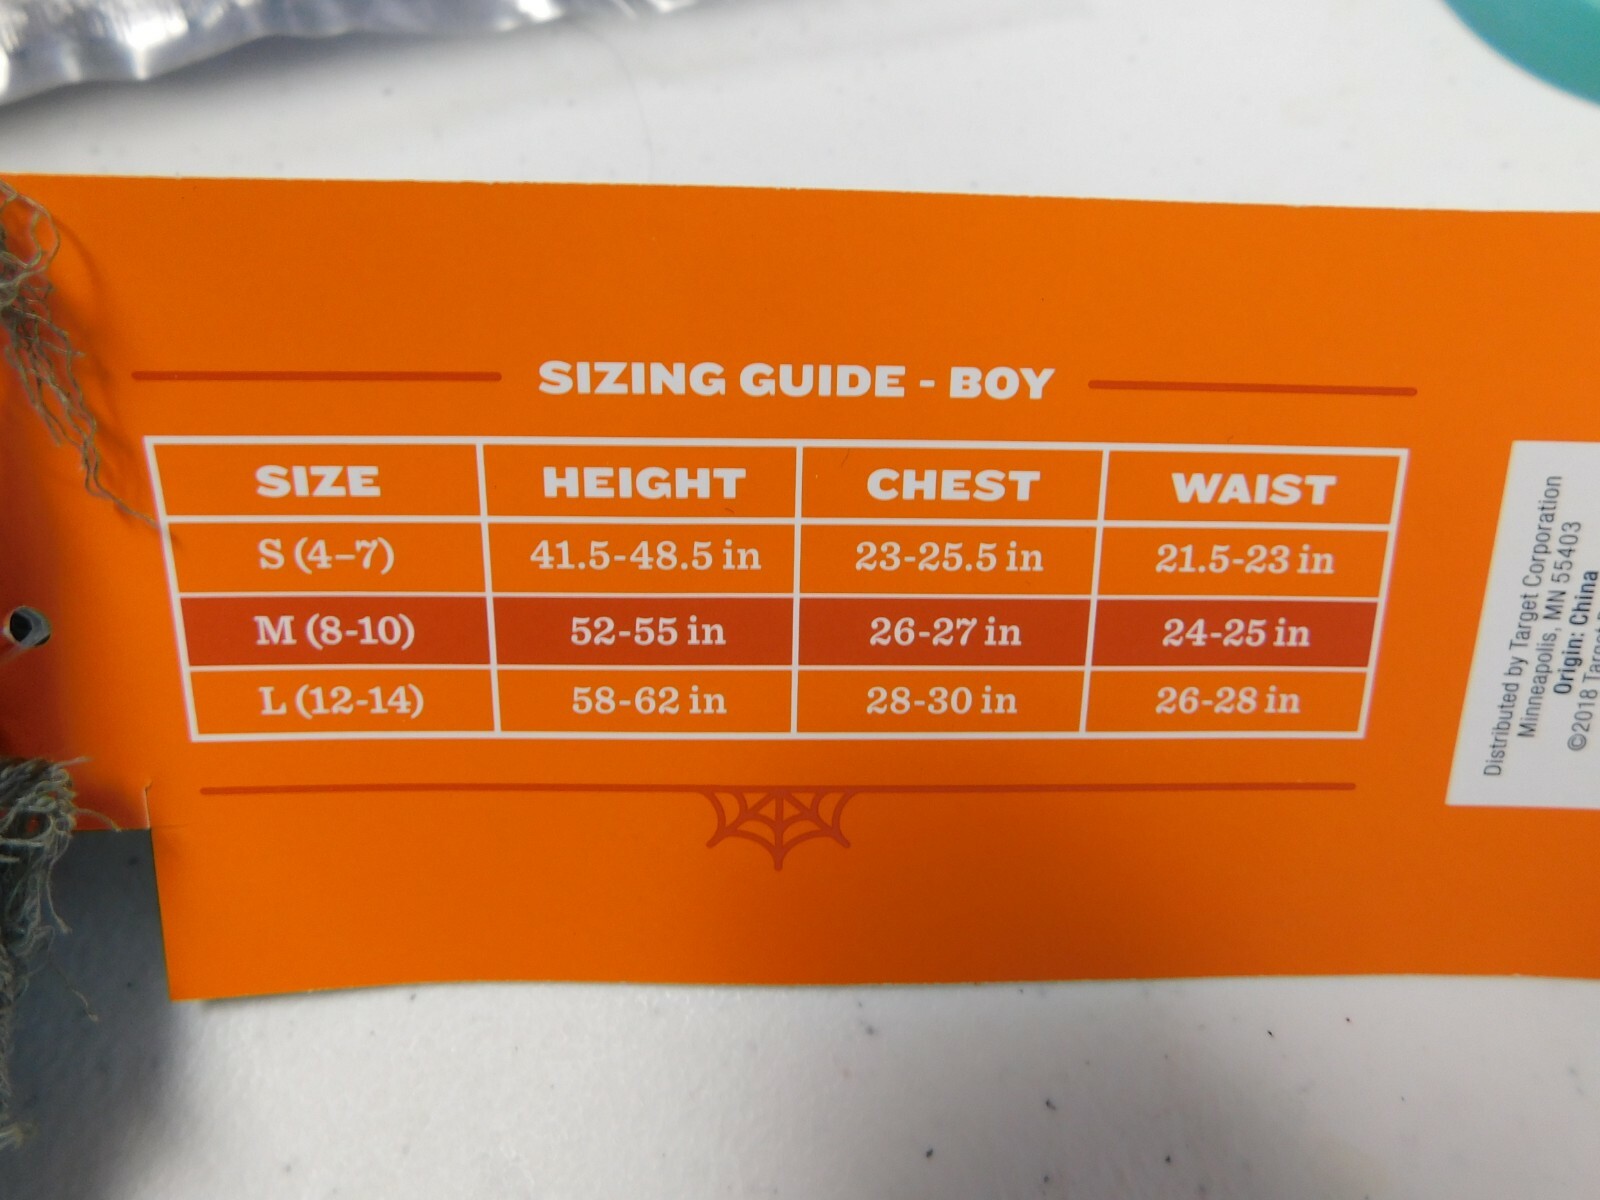 SIZING GUIDE - BOY
SIZE HEIGHT CHEST WAIST
S (4–7) 41.5-48.5 in 23-25.5 in 21.5-23 in
M (8-10) 52-55 in 26-27 in 24-25 in
L (12-14) 58-62 in 28-30 in 26-28 in
Distributed by Target Corporation
Minneapolis, MN 55403
Origin: China
©2018 Target